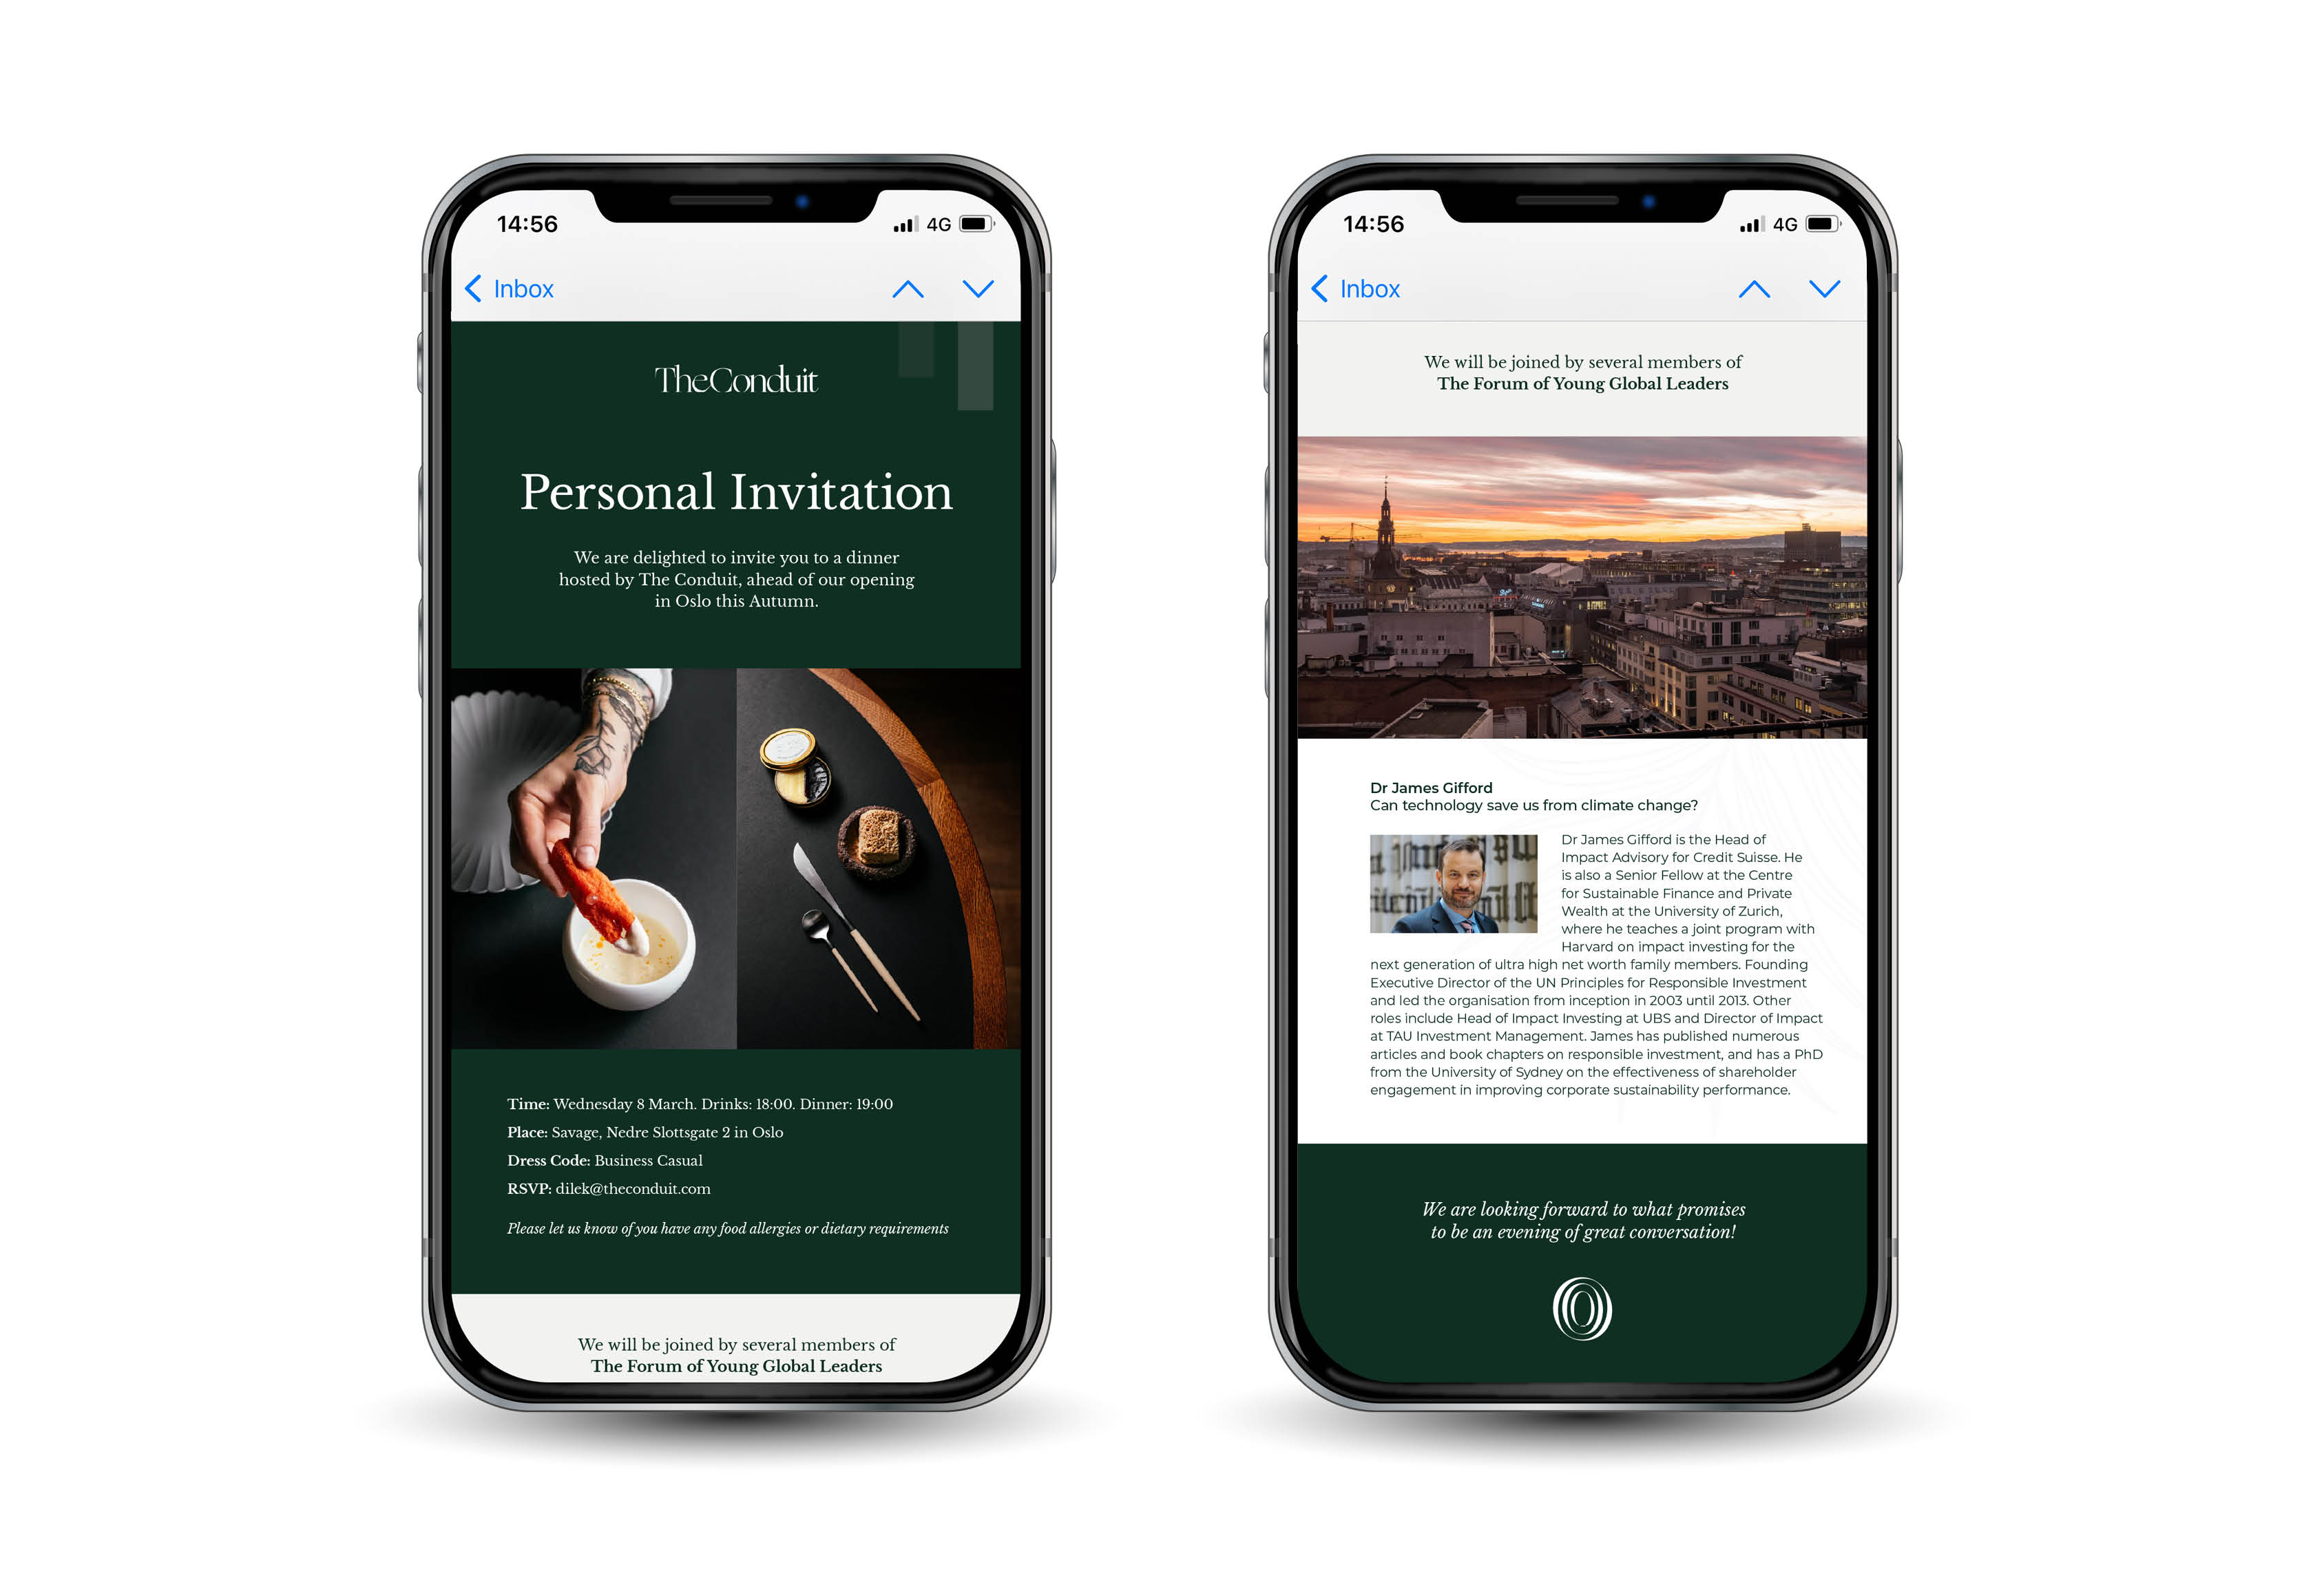 14:56
4G
Inbox
TheConduit
Personal Invitation
We are delighted to invite you to a dinner
hosted by The Conduit, ahead of our opening
in Oslo this Autumn.
Time: Wednesday 8 March. Drinks: 18:00. Dinner: 19:00
Place: Savage, Nedre Slottsgate 2 in Oslo
Dress Code: Business Casual
RSVP: dilek@theconduit.com
Please let us know of you have any food allergies or dietary requirements
We will be joined by several members of
The Forum of Young Global Leaders
14:56
4G
Inbox
We will be joined by several members of
The Forum of Young Global Leaders
Dr James Gifford
Can technology save us from climate change?
Dr James Gifford is the Head of
Impact Advisory for Credit Suisse. He
is also a Senior Fellow at the Centre
for Sustainable Finance and Private
Wealth at the University of Zurich,
where he teaches a joint program with
Harvard on impact investing for the
next generation of ultra high net worth family members. Founding
Executive Director of the UN Principles for Responsible Investment
and led the organisation from inception in 2003 until 2013. Other
roles include Head of Impact Investing at UBS and Director of Impact
at TAU Investment Management. James has published numerous
articles and book chapters on responsible investment, and has a PhD
from the University of Sydney on the effectiveness of shareholder
engagement in improving corporate sustainability performance.
We are looking forward to what promises
to be an evening of great conversation!